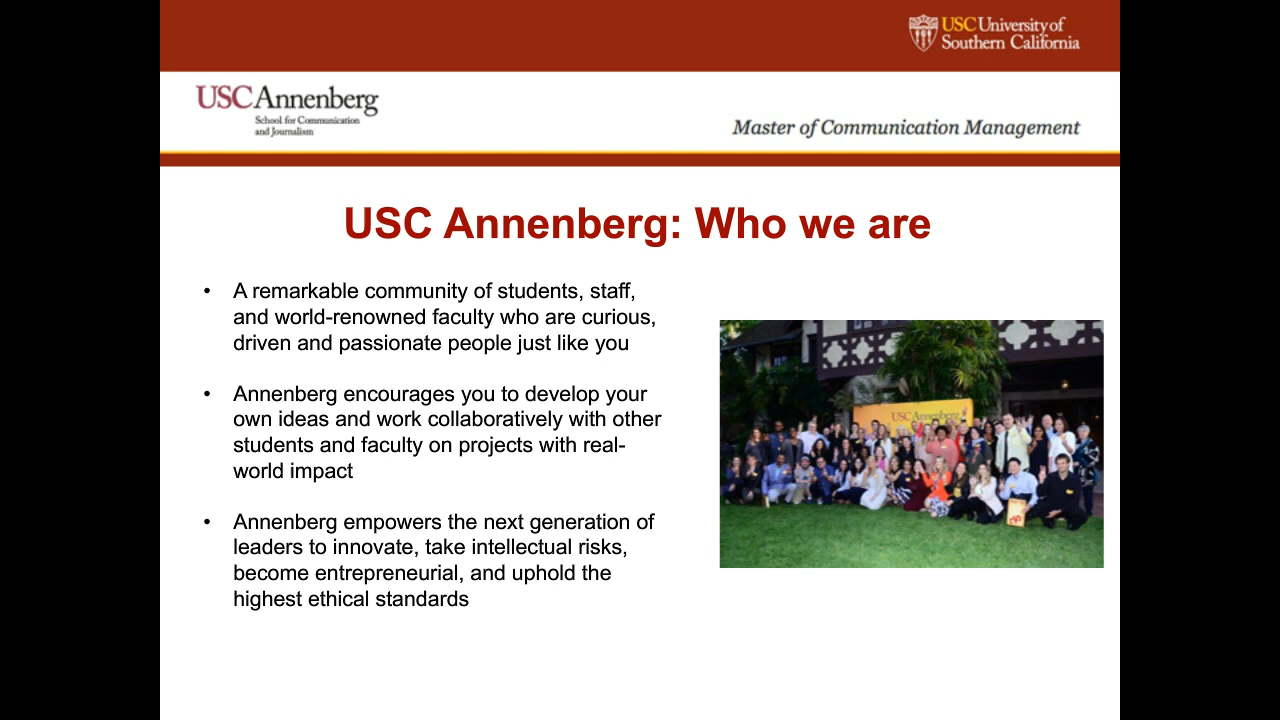 USC University of
Southern California
USC Annenberg
School for Communication
and Journalism
Master of Communication Management
USC Annenberg: Who we are
• A remarkable community of students, staff,
and world-renowned faculty who are curious,
driven and passionate people just like you
• Annenberg encourages you to develop your
own ideas and work collaboratively with other
students and faculty on projects with real-
world impact
• Annenberg empowers the next generation of
leaders to innovate, take intellectual risks,
become entrepreneurial, and uphold the
highest ethical standards
USC Annenberg